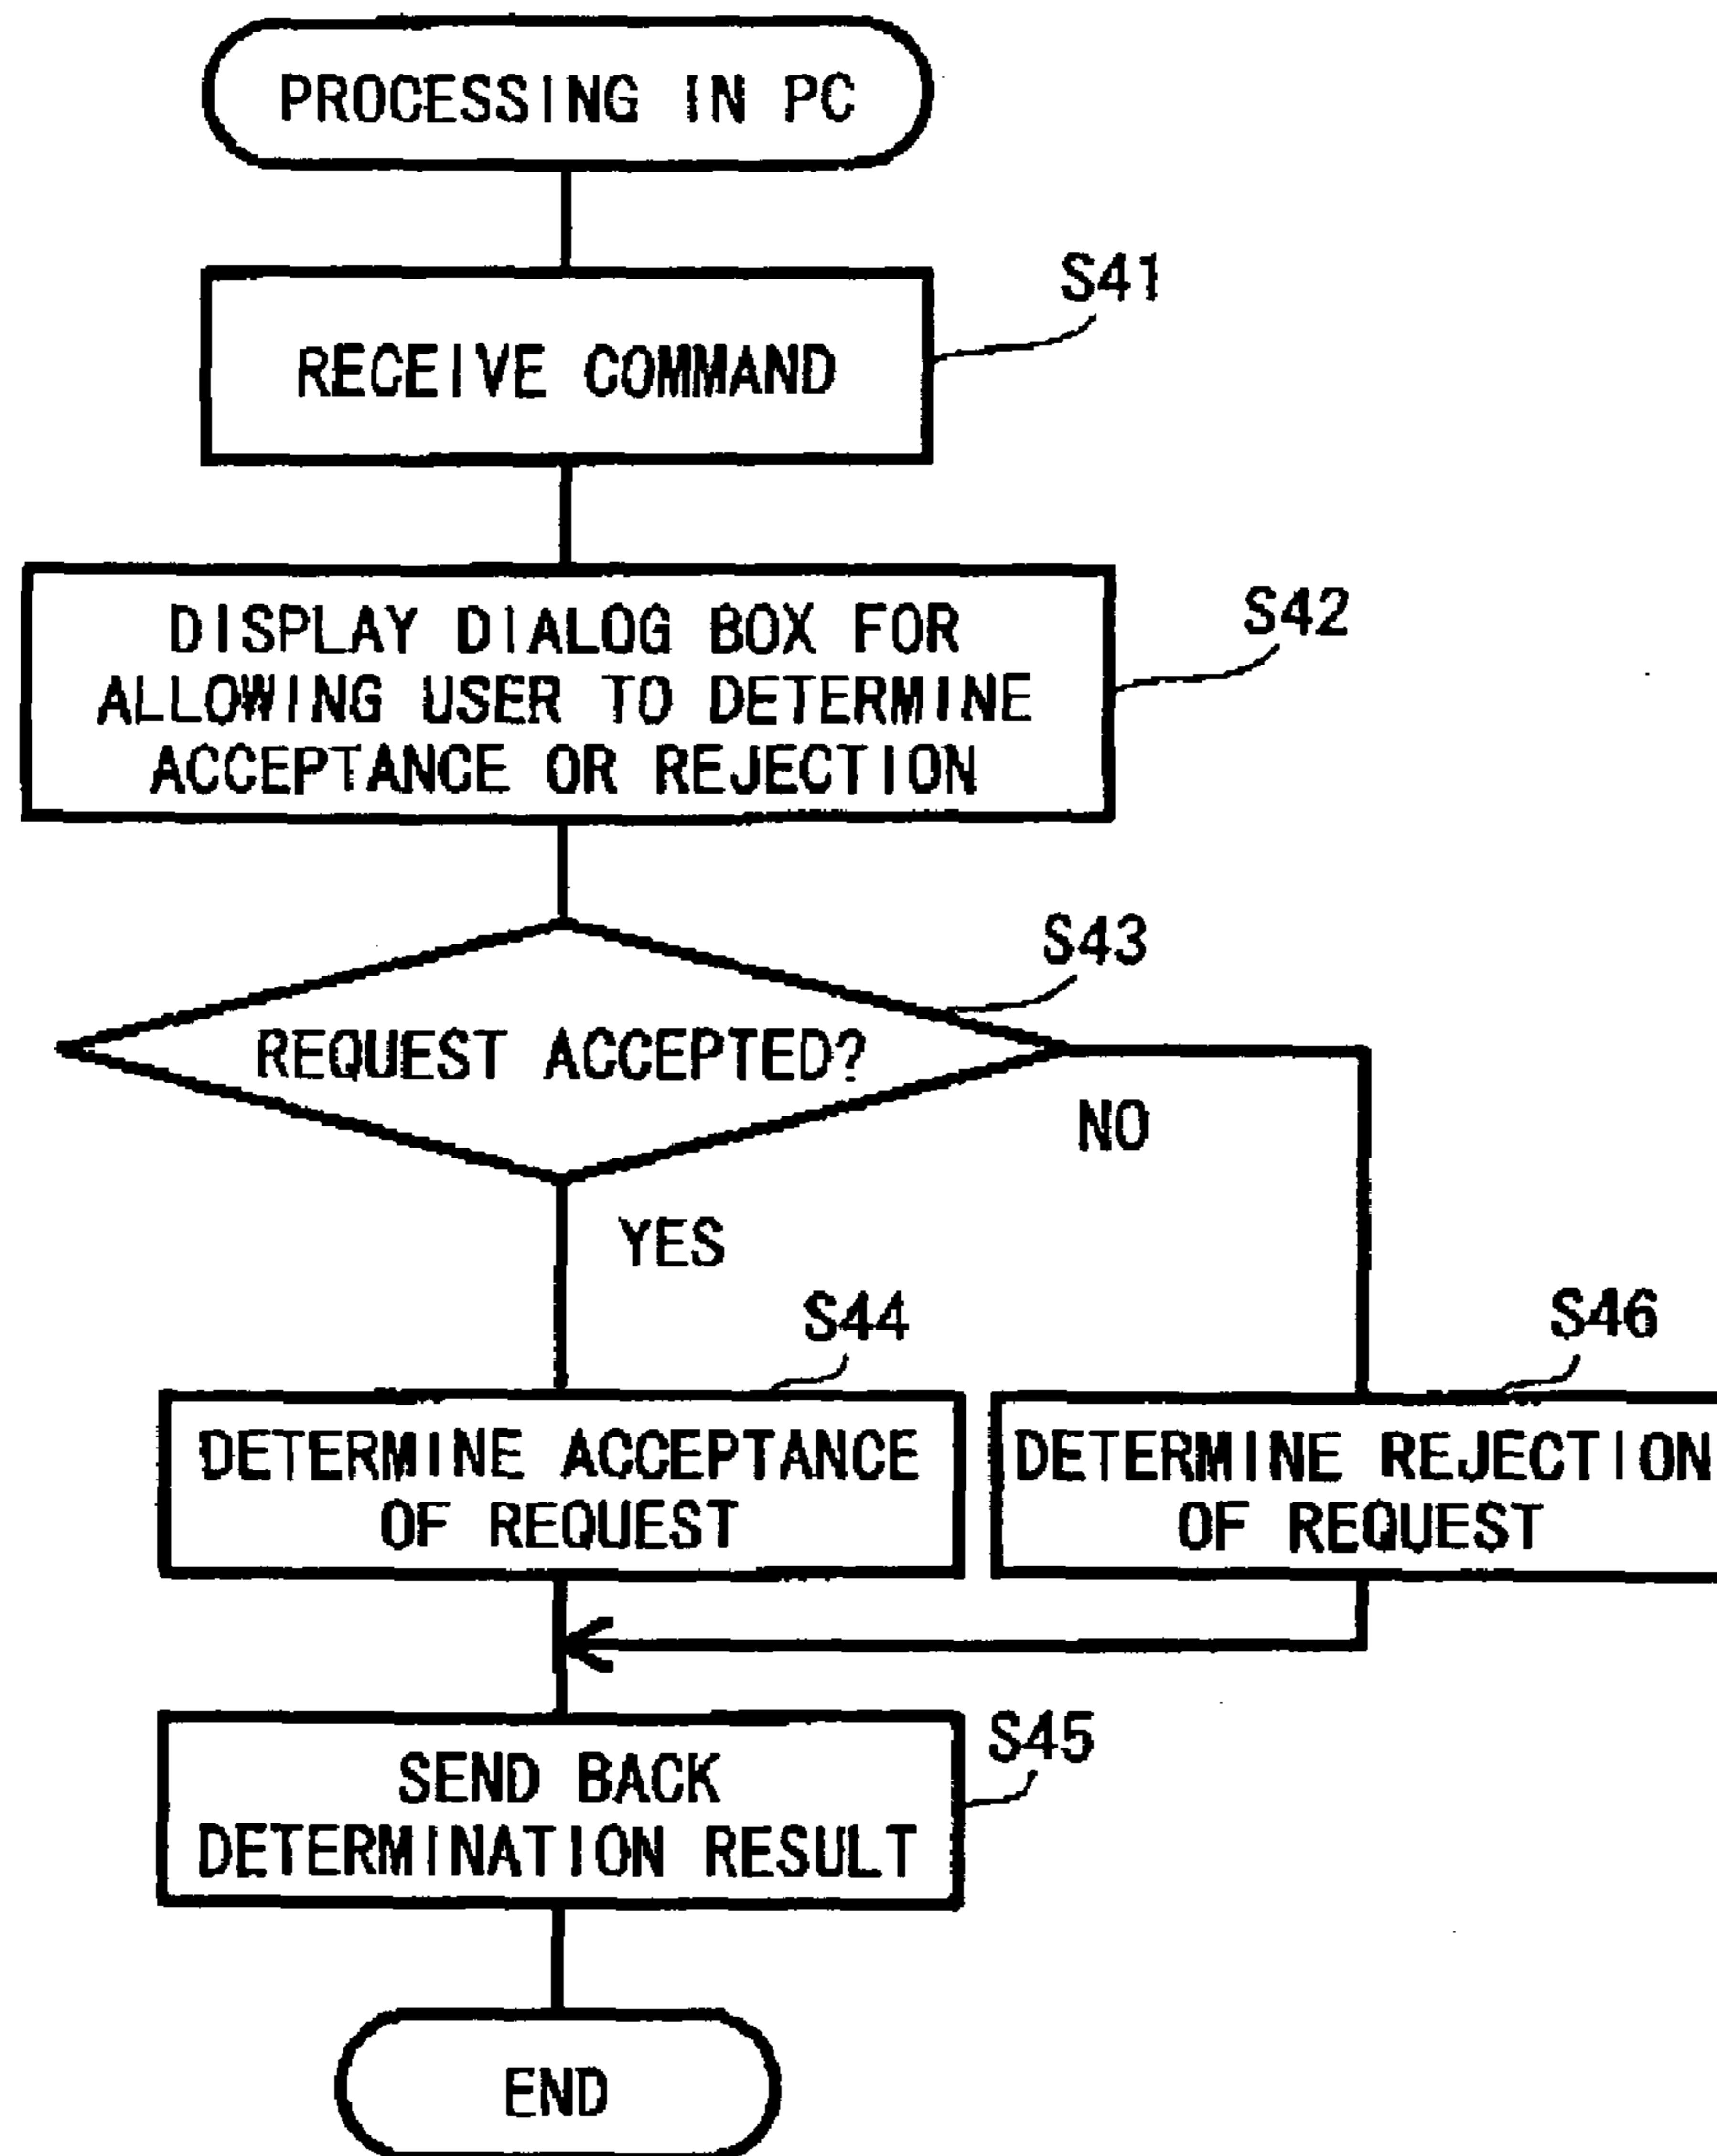 PROCESSING IN PC
S41
RECEIVE COMMAND
S42
DISPLAY DIALOG BOX FOR
ALLOWING USER TO DETERMINE
ACCEPTANCE OR REJECTION
S43
REQUEST ACCEPTED?
NO
YES
S44
DETERMINE ACCEPTANCE
OF REQUEST
S46
DETERMINE REJECTION
OF REQUEST
S45
SEND BACK
DETERMINATION RESULT
END